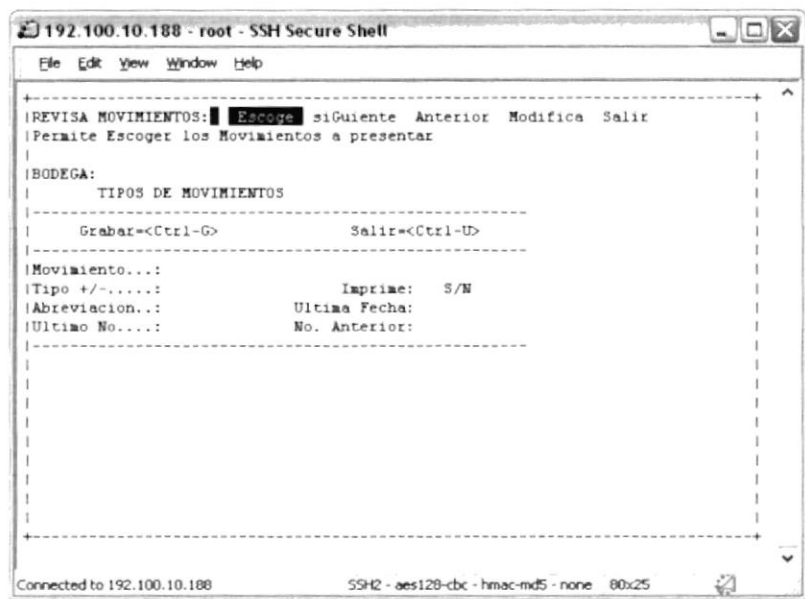 192.100.10.188 - root - SSH Secure Shell
File Edit View Window Help
REVISA MOVIMIENTOS: Escoge siGuiente Anterior Modifica Salir
Permite Escoger los Movimientos a presentar
BODEGA:
TIPOS DE MOVIMIENTOS
Grabar=<Ctrl-G> Salir=<Ctrl-U>
Movimiento...:
Tipo +/-.....: Imprime: S/N
Abreviacion..: Ultima Fecha:
Ultimo No....: No. Anterior:
Connected to 192.100.10.188 SSH2 - aes128-cbc - hmac-md5 - none 80x25